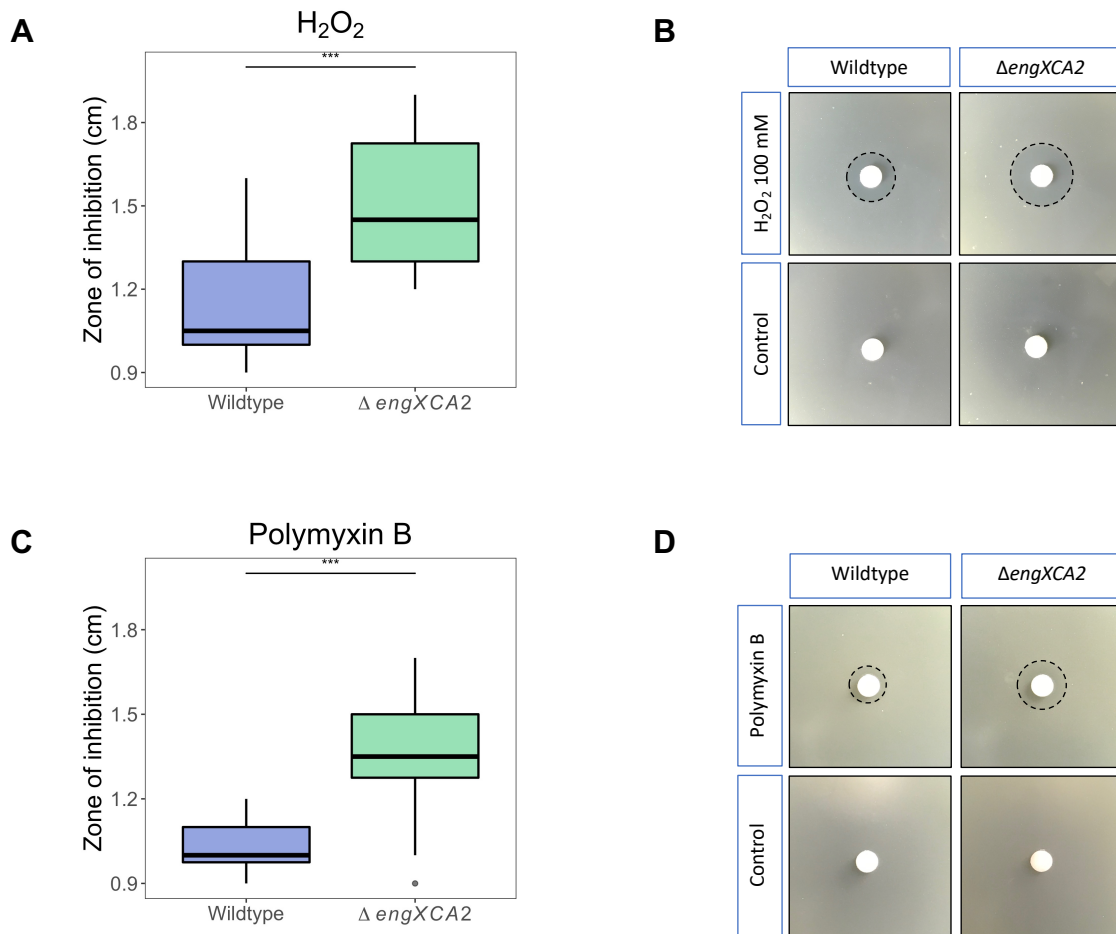 A
H₂O₂
***
Zone of inhibition (cm)
1.8
1.5
1.2
0.9
Wildtype
Δ engXCA2
B
Wildtype
ΔengXCA2
H₂O₂ 100 mM
Control
C
Polymyxin B
***
Zone of inhibition (cm)
1.8
1.5
1.2
0.9
Wildtype
Δ engXCA2
D
Wildtype
ΔengXCA2
Polymyxin B
Control